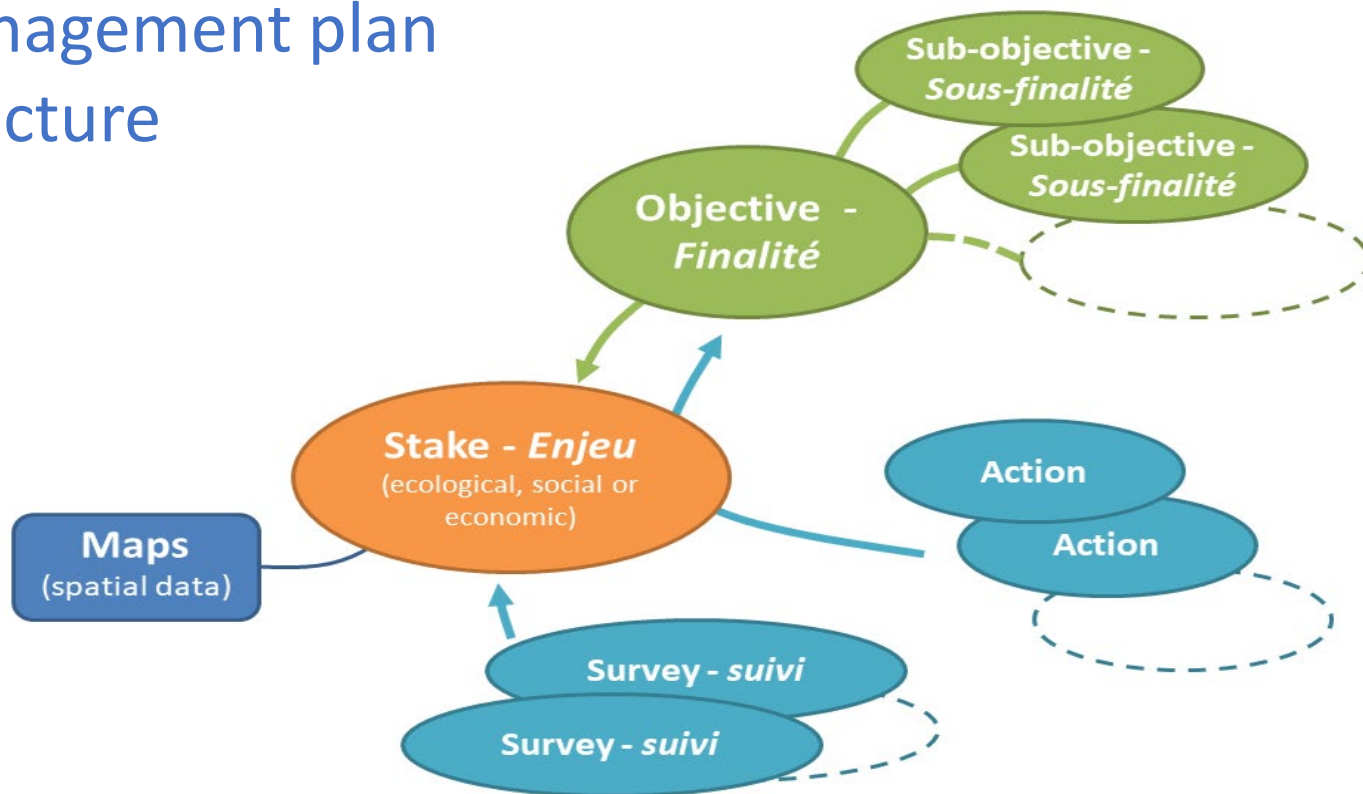 nagement plan
cture
Sub-objective -
Sous-finalité
Sub-objective -
Sous-finalité
Objective -
Finalité
Stake - Enjeu
(ecological, social or
economic)
Maps
(spatial data)
Action
Action
Survey - suivi
Survey - suivi